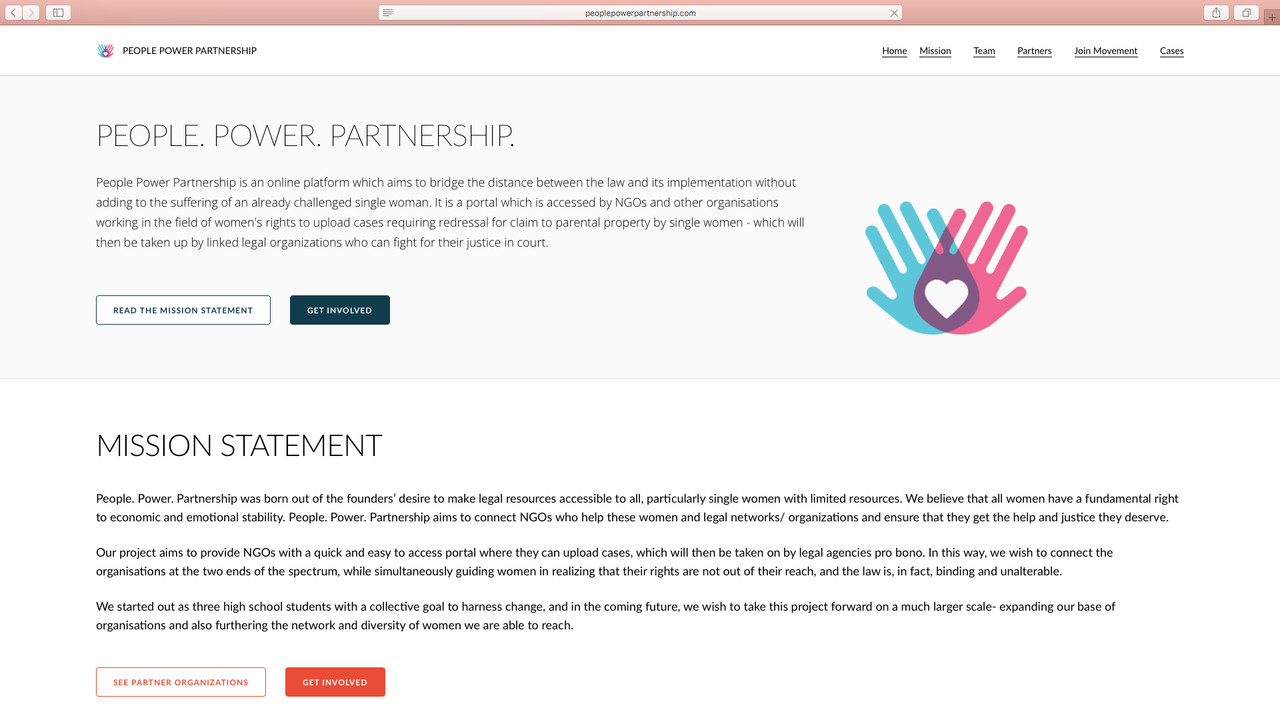 peoplepowerpartnership.com
PEOPLE POWER PARTNERSHIP
Home Mission Team Partners Join Movement Cases
PEOPLE. POWER. PARTNERSHIP.
People Power Partnership is an online platform which aims to bridge the distance between the law and its implementation without
adding to the suffering of an already challenged single woman. It is a portal which is accessed by NGOs and other organisations
working in the field of women's rights to upload cases requiring redressal for claim to parental property by single women - which will
then be taken up by linked legal organizations who can fight for their justice in court.
READ THE MISSION STATEMENT GET INVOLVED
MISSION STATEMENT
People. Power. Partnership was born out of the founders’ desire to make legal resources accessible to all, particularly single women with limited resources. We believe that all women have a fundamental right
to economic and emotional stability. People. Power. Partnership aims to connect NGOs who help these women and legal networks/ organizations and ensure that they get the help and justice they deserve.
Our project aims to provide NGOs with a quick and easy to access portal where they can upload cases, which will then be taken on by legal agencies pro bono. In this way, we wish to connect the
organisations at the two ends of the spectrum, while simultaneously guiding women in realizing that their rights are not out of their reach, and the law is, in fact, binding and unalterable.
We started out as three high school students with a collective goal to harness change, and in the coming future, we wish to take this project forward on a much larger scale- expanding our base of
organisations and also furthering the network and diversity of women we are able to reach.
SEE PARTNER ORGANIZATIONS GET INVOLVED